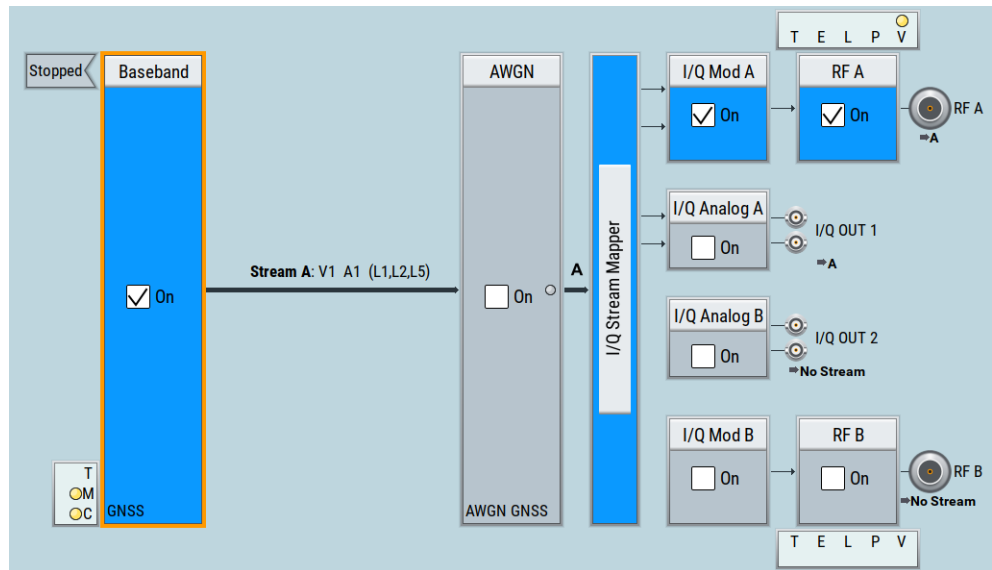 T E L P V
Stopped
Baseband
AWGN
I/Q Mod A
RF A
On
On
RF A
A
I/Q Analog A
On
I/Q OUT 1
A
Stream A: V1 A1 (L1,L2,L5)
On
On
A
I/Q Stream Mapper
I/Q Analog B
On
I/Q OUT 2
No Stream
I/Q Mod B
RF B
On
On
RF B
No Stream
T
M
C
GNSS
AWGN GNSS
T E L P V